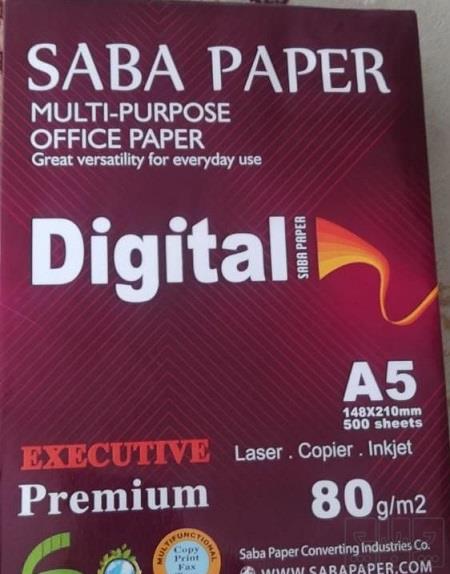 SABA PAPER
MULTI-PURPOSE
OFFICE PAPER
Great versatility for everyday use
Digital
SABA PAPER
A5
148X210mm
500 sheets
EXECUTIVE
Laser . Copier . Inkjet
Premium
80g/m2
MULTIFUNCTIONAL
Copy
Print
Fax
Saba Paper Converting Industries Co.
WWW.SABAPAPER.COM